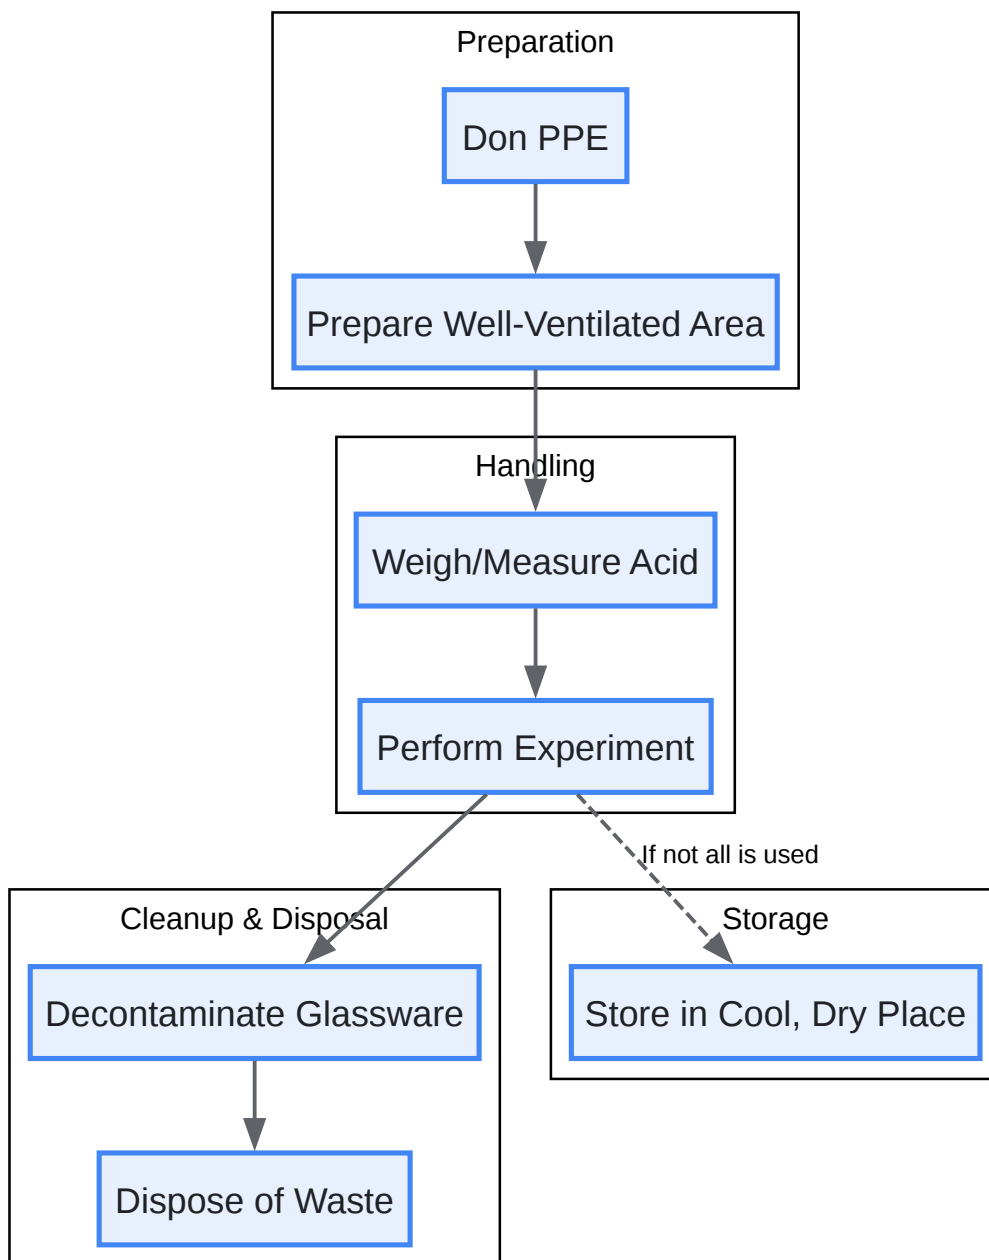 Preparation
Don PPE
Prepare Well-Ventilated Area
Handling
Weigh/Measure Acid
Perform Experiment
If not all is used
Cleanup & Disposal
Decontaminate Glassware
Dispose of Waste
Storage
Store in Cool, Dry Place